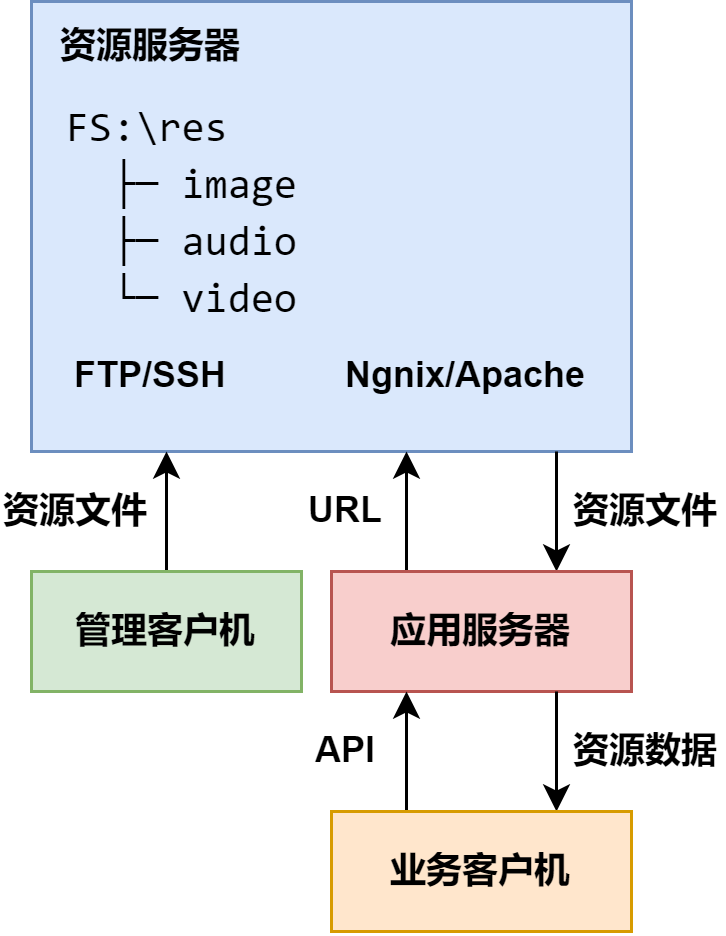 资源服务器
FS:\res
├─ image
├─ audio
└─ video
FTP/SSH Ngnix/Apache
资源文件 URL 资源文件
管理客户机 应用服务器
API 资源数据
业务客户机